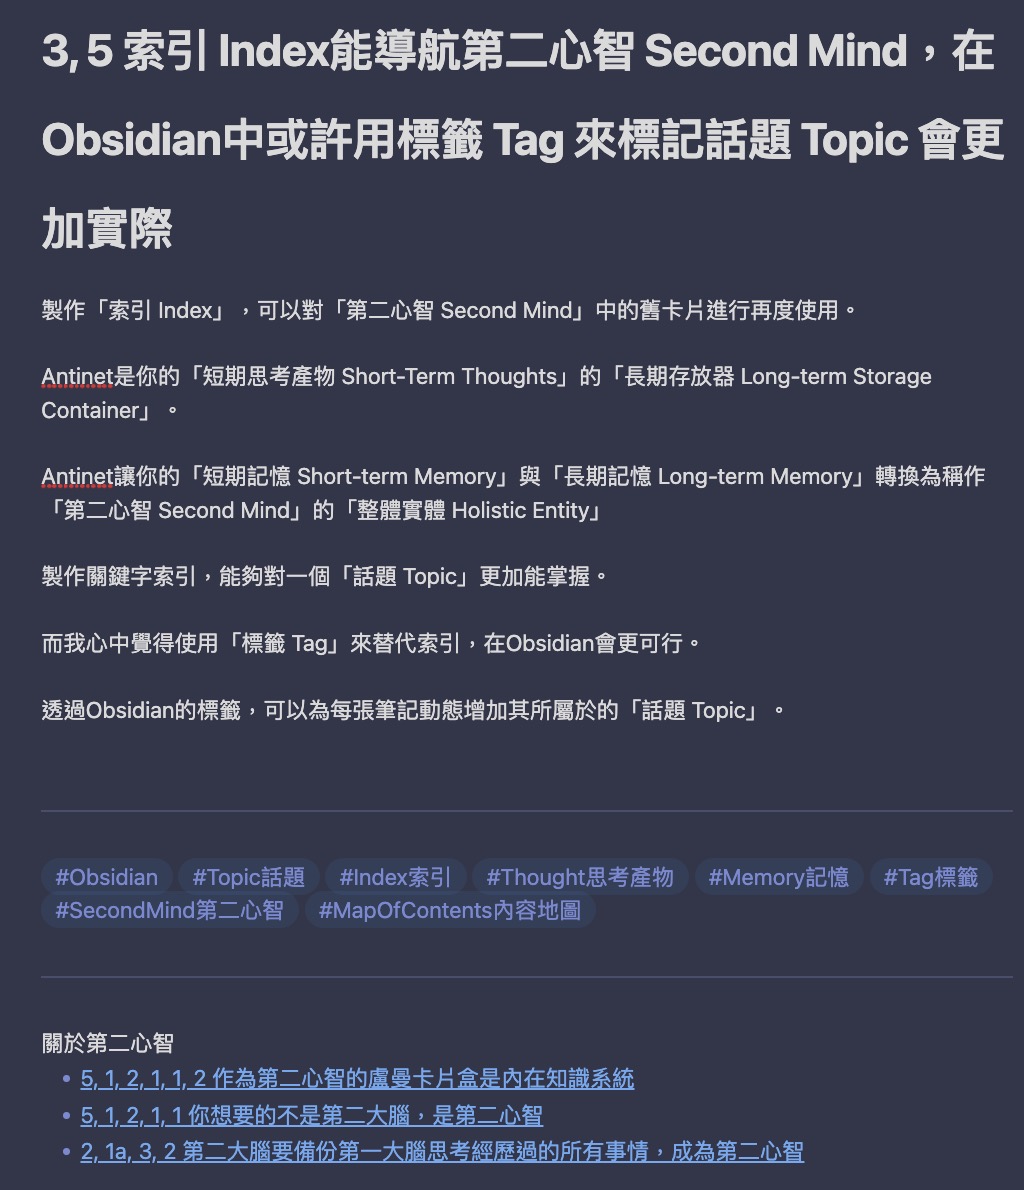 3, 5 索引 Index能導航第二心智 Second Mind，在
Obsidian中或許用標籤 Tag 來標記話題 Topic 會更
加實際
製作「索引 Index」，可以對「第二心智 Second Mind」中的舊卡片進行再度使用。
Antinet是你的「短期思考產物 Short-Term Thoughts」的「長期存放器 Long-term Storage
Container」。
Antinet讓你的「短期記憶 Short-term Memory」與「長期記憶 Long-term Memory」轉換為稱作
「第二心智 Second Mind」的「整體實體 Holistic Entity」
製作關鍵字索引，能夠對一個「話題 Topic」更加能掌握。
而我心中覺得使用「標籤 Tag」來替代索引，在Obsidian會更可行。
透過Obsidian的標籤，可以為每張筆記動態增加其所屬於的「話題 Topic」。
#Obsidian #Topic話題 #Index索引 #Thought思考產物 #Memory記憶 #Tag標籤
#SecondMind第二心智 #MapOfContents內容地圖
關於第二心智
• 5, 1, 2, 1, 1, 2 作為第二心智的盧曼卡片盒是內在知識系統
• 5, 1, 2, 1, 1 你想要的不是第二大腦，是第二心智
• 2, 1a, 3, 2 第二大腦要備份第一大腦思考經歷過的所有事情，成為第二心智